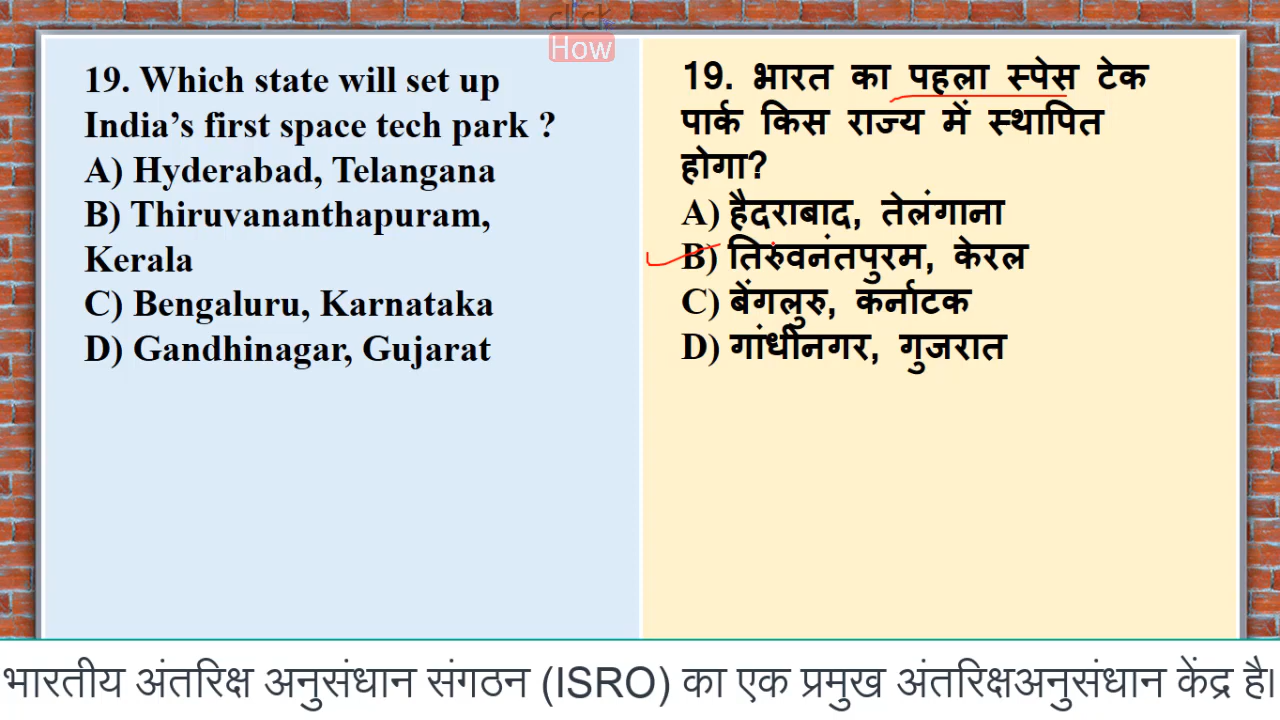 click
How
19. Which state will set up
India’s first space tech park ?
A) Hyderabad, Telangana
B) Thiruvananthapuram,
Kerala
C) Bengaluru, Karnataka
D) Gandhinagar, Gujarat
19. भारत का पहला स्पेस टेक
पार्क किस राज्य में स्थापित
होगा?
A) हैदराबाद, तेलंगाना
B) तिरुवनंतपुरम, केरल
C) बेंगलुरु, कर्नाटक
D) गांधीनगर, गुजरात
भारतीय अंतरिक्ष अनुसंधान संगठन (ISRO) का एक प्रमुख अंतरिक्षअनुसंधान केंद्र है।